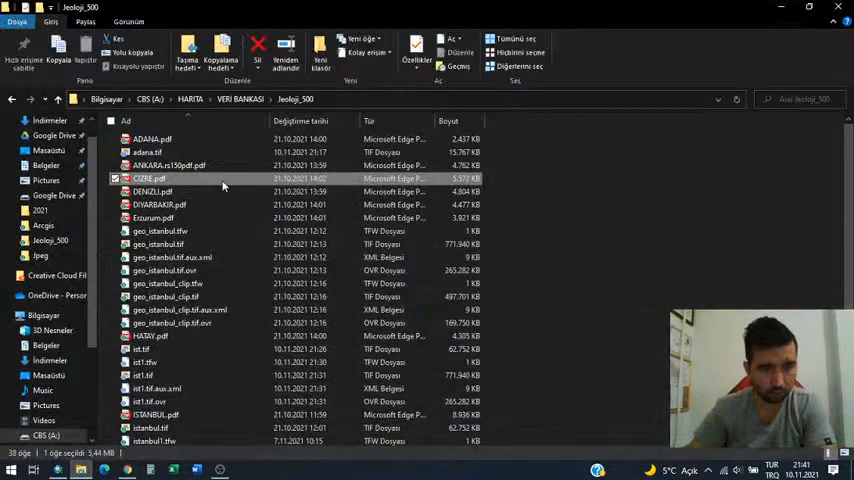 Jeoloji_500
Dosya Giriş Paylaş Görünüm
Hızlı erişime sabitle
Kopyala
Yapıştır
Kes
Yolu kopyala
Kısayolu yapıştır
Taşıma hedefi
Kopyalama hedefi
Sil
Yeniden adlandır
Yeni klasör
Yeni öğe
Kolay erişim
Özellikler
Aç
Düzenle
Geçmiş
Tümünü seç
Hiçbirini seç
Seç
Pano Düzenle Yeni Aç Seç
Bilgisayar CBS (A:) HARITA VERİ BANKASI Jeoloji_500
Ara: Jeoloji_500
Ad Değiştirme tarihi Tür Boyut
ADANA.pdf 21.10.2021 14:00 Microsoft Edge P... 2.437 KB
adana.tif 10.11.2021 21:17 TIF Dosyası 15.767 KB
ANKARA.rs150pdf.pdf 21.10.2021 13:59 Microsoft Edge P... 4.762 KB
CİZRE.pdf 21.10.2021 14:02 Microsoft Edge P... 5.572 KB
DENİZLİ.pdf 21.10.2021 13:59 Microsoft Edge P... 4.804 KB
DIYARBAKIR.pdf 21.10.2021 14:01 Microsoft Edge P... 4.477 KB
Erzurum.pdf 21.10.2021 14:01 Microsoft Edge P... 3.921 KB
geo_istanbul.tfw 21.10.2021 12:12 TFW Dosyası 1 KB
geo_istanbul.tif 21.10.2021 12:12 TIF Dosyası 771.940 KB
geo_istanbul.tif.aux.xml 21.10.2021 12:12 XML Belgesi 9 KB
geo_istanbul.tif.ovr 21.10.2021 12:13 OVR Dosyası 265.282 KB
geo_istanbul_clip.tfw 21.10.2021 12:16 TFW Dosyası 1 KB
geo_istanbul_clip.tif 21.10.2021 12:16 TIF Dosyası 497.701 KB
geo_istanbul_clip.tif.aux.xml 21.10.2021 12:16 XML Belgesi 9 KB
geo_istanbul_clip.tif.ovr 21.10.2021 12:16 OVR Dosyası 169.750 KB
HATAY.pdf 21.10.2021 14:00 Microsoft Edge P... 4.305 KB
ist.tif 10.11.2021 21:26 TIF Dosyası 62.752 KB
ist1.tfw 10.11.2021 21:30 TFW Dosyası 1 KB
ist1.tif 10.11.2021 21:31 TIF Dosyası 771.940 KB
ist1.tif.aux.xml 10.11.2021 21:31 XML Belgesi 9 KB
ist1.tif.ovr 10.11.2021 21:31 OVR Dosyası 265.282 KB
ISTANBUL.pdf 21.10.2021 11:59 Microsoft Edge P... 8.936 KB
istanbul.tif 10.11.2021 21:21 TIF Dosyası 62.752 KB
istanbul1.tfw 7.11.2021 10:15 TFW Dosyası 1 KB
İndirmeler
Google Drive
Masaüstü
Belgeler
Pictures
Google Drive
2021
Arcgis
Jeoloji_500
Jpeg
Creative Cloud Fil
OneDrive - Person
Bilgisayar
3D Nesneler
Belgeler
İndirmeler
Masaüstü
Music
Pictures
Videos
CBS (A:)
38 öğe 1 öğe seçildi 5,44 MB
5°C Açık
TUR
TRQ
21:41
10.11.2021